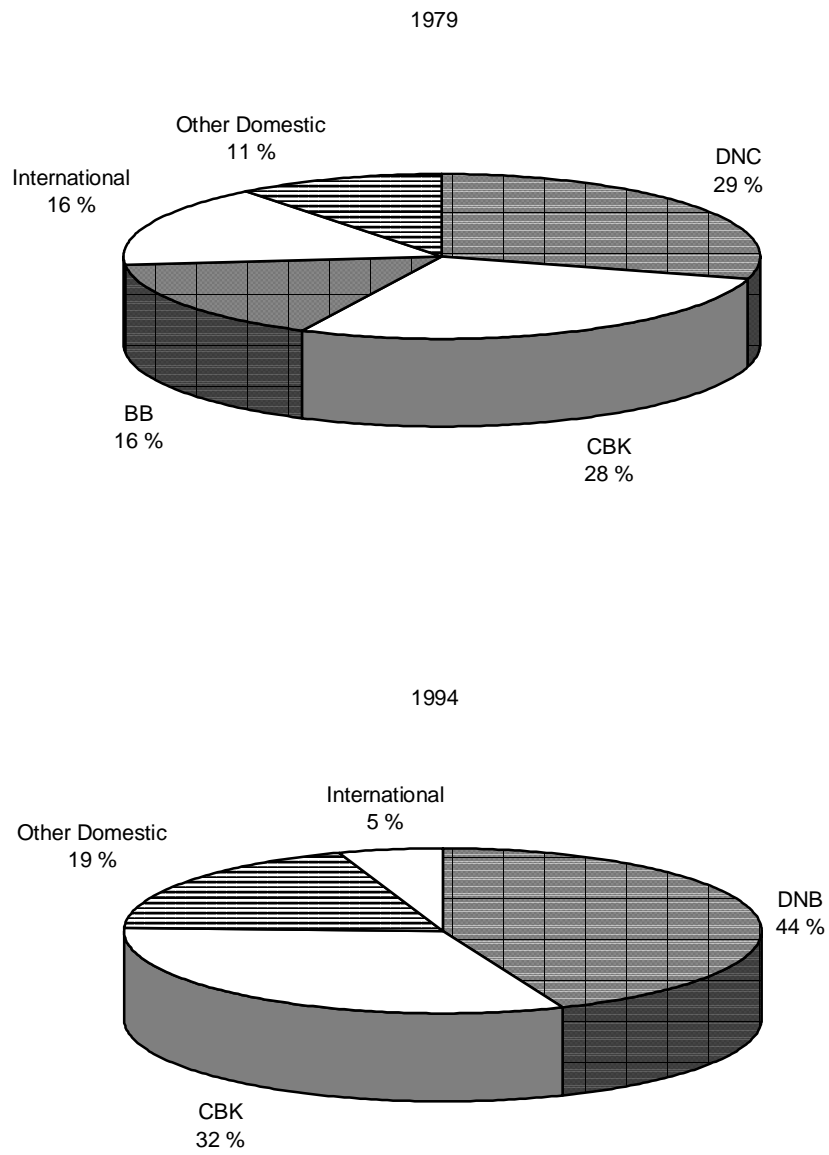 1979
Other Domestic
11 %
DNC
29 %
International
16 %
BB
16 %
CBK
28 %
1994
International
5 %
Other Domestic
19 %
DNB
44 %
CBK
32 %